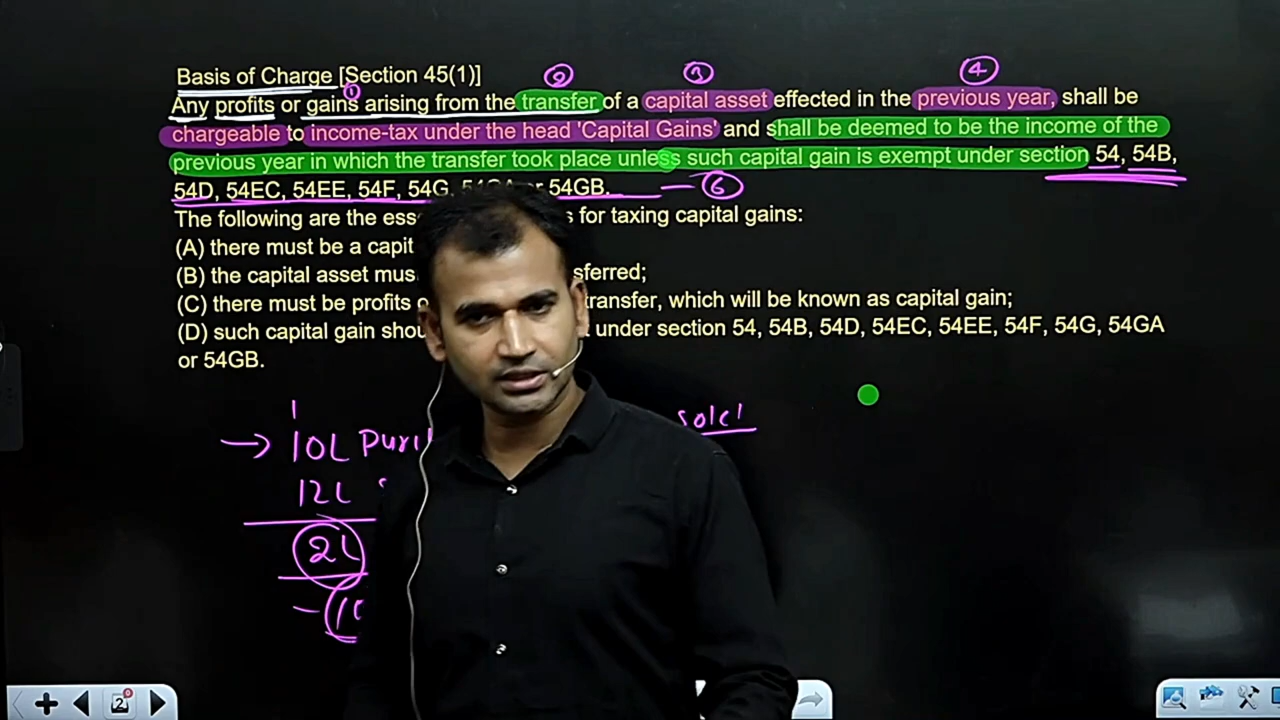 Basis of Charge [Section 45(1)]
① ② ③ ④
Any profits or gains arising from the transfer of a capital asset effected in the previous year, shall be
chargeable to income-tax under the head 'Capital Gains' and shall be deemed to be the income of the
previous year in which the transfer took place unless such capital gain is exempt under section 54, 54B,
54D, 54EC, 54EE, 54F, 54G, or 54GB. — ⑥
The following are the for taxing capital gains:
(A) there must be a
(B) the capital asset
(C) there must be profits transfer, which will be known as capital gain;
(D) such capital gain under section 54, 54B, 54D, 54EC, 54EE, 54F, 54G, 54GA
or 54GB.
→ 10L sold
12L
2L
2